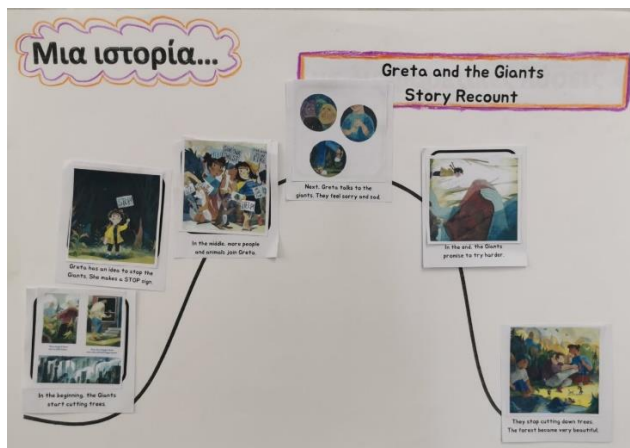 Μια ιστορία...
Greta and the Giants
Story Recount
In the beginning, the Giants
start cutting trees.
Greta has an idea to stop the
Giants. She makes a STOP sign.
In the middle, more people
and animals join Greta.
Next, Greta talks to the
giants. They feel sorry and sad.
In the end, the Giants
promise to try harder.
They stop cutting down trees.
The forest became very beautiful.